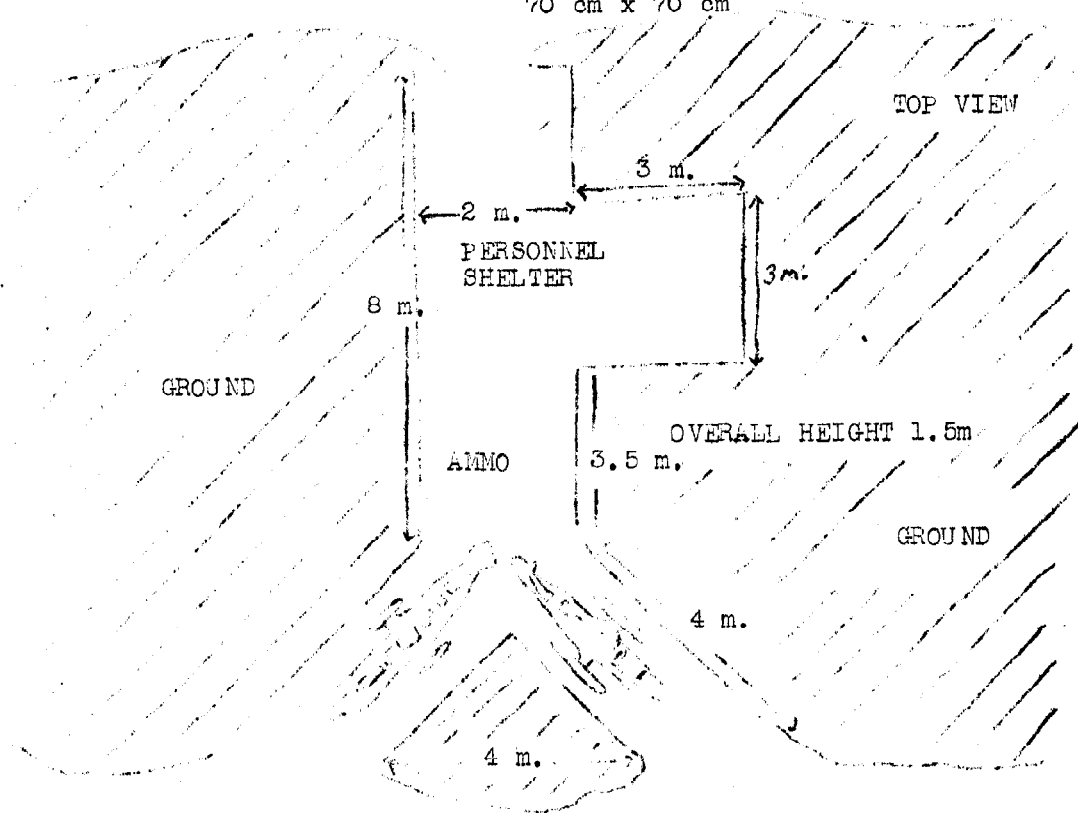 70 cm x 70 cm
TOP VIEW
3 m.
2 m.
PERSONNEL
SHELTER
3m.
8 m.
GROUND
OVERALL HEIGHT 1.5m
AMMO
3.5 m.
GROUND
4 m.
4 m.